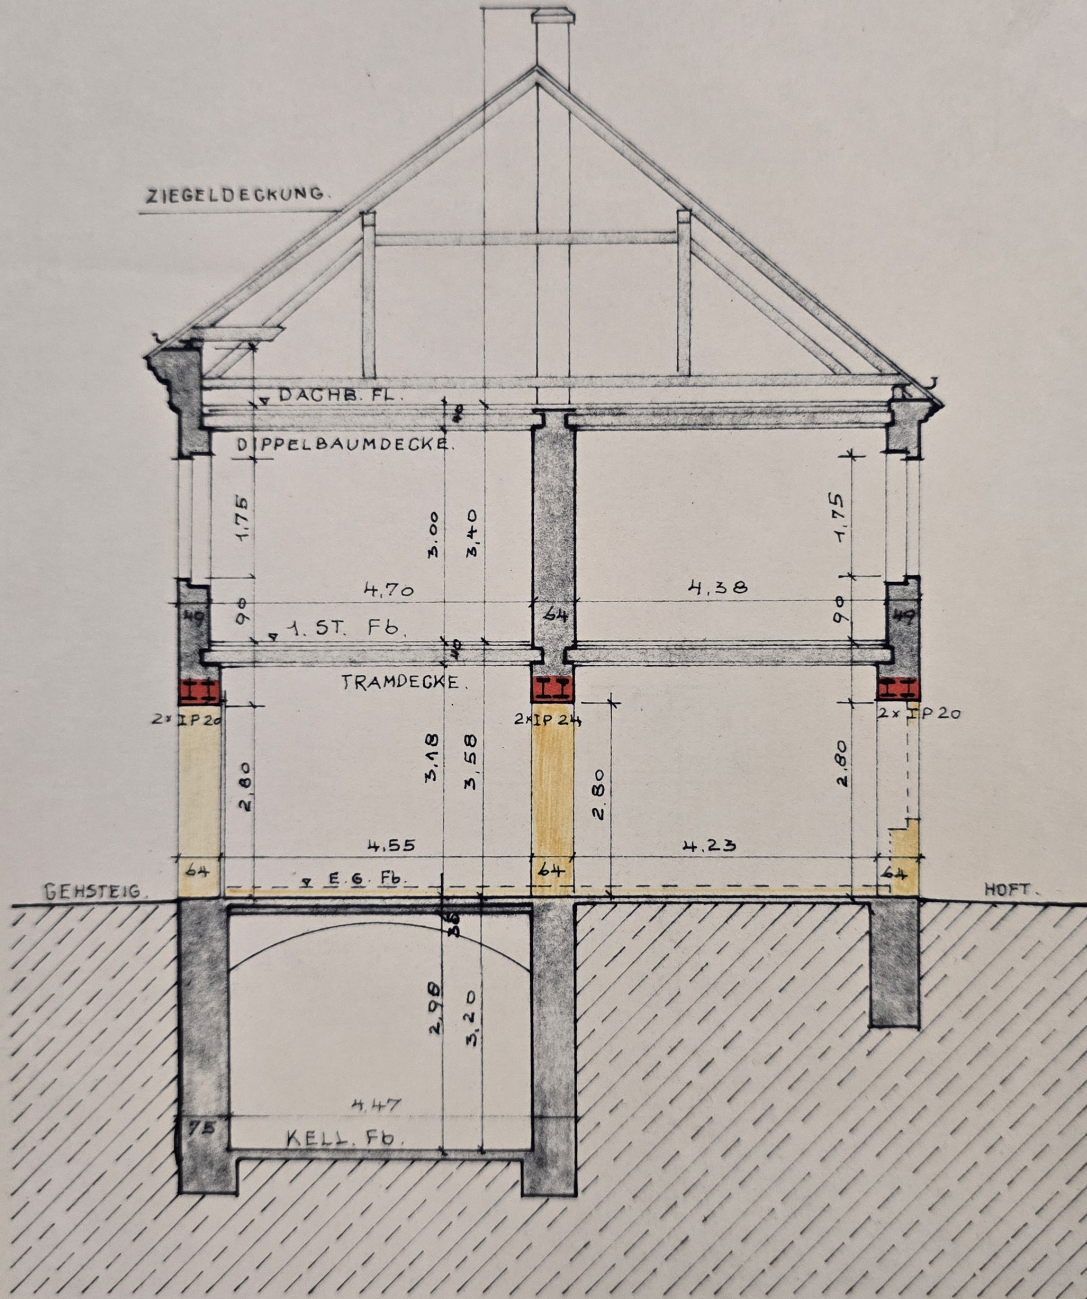 ZIEGELDECKUNG.
DACHB. FL.
40
DIPPELBAUMDECKE.
1,75
3.00
3,40
1,75
4,70
4,38
90
49
64
90
49
1. ST. Fb.
40
TRAMDECKE.
2x IP 20
2x IP 24
2x IP 20
2,80
3,18
3,58
2.80
2,80
4,55
4.23
64
64
64
E.G. Fb.
GEHSTEIG.
HOFT.
38
2,98
3,20
4,47
75
KELL. Fb.